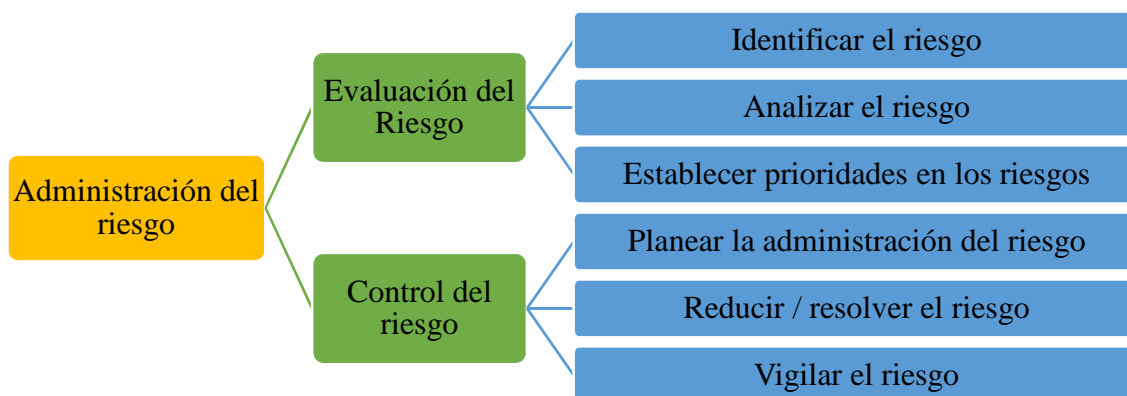 Administración del
riesgo
Evaluación del
Riesgo
Identificar el riesgo
Analizar el riesgo
Establecer prioridades en los riesgos
Control del
riesgo
Planear la administración del riesgo
Reducir / resolver el riesgo
Vigilar el riesgo